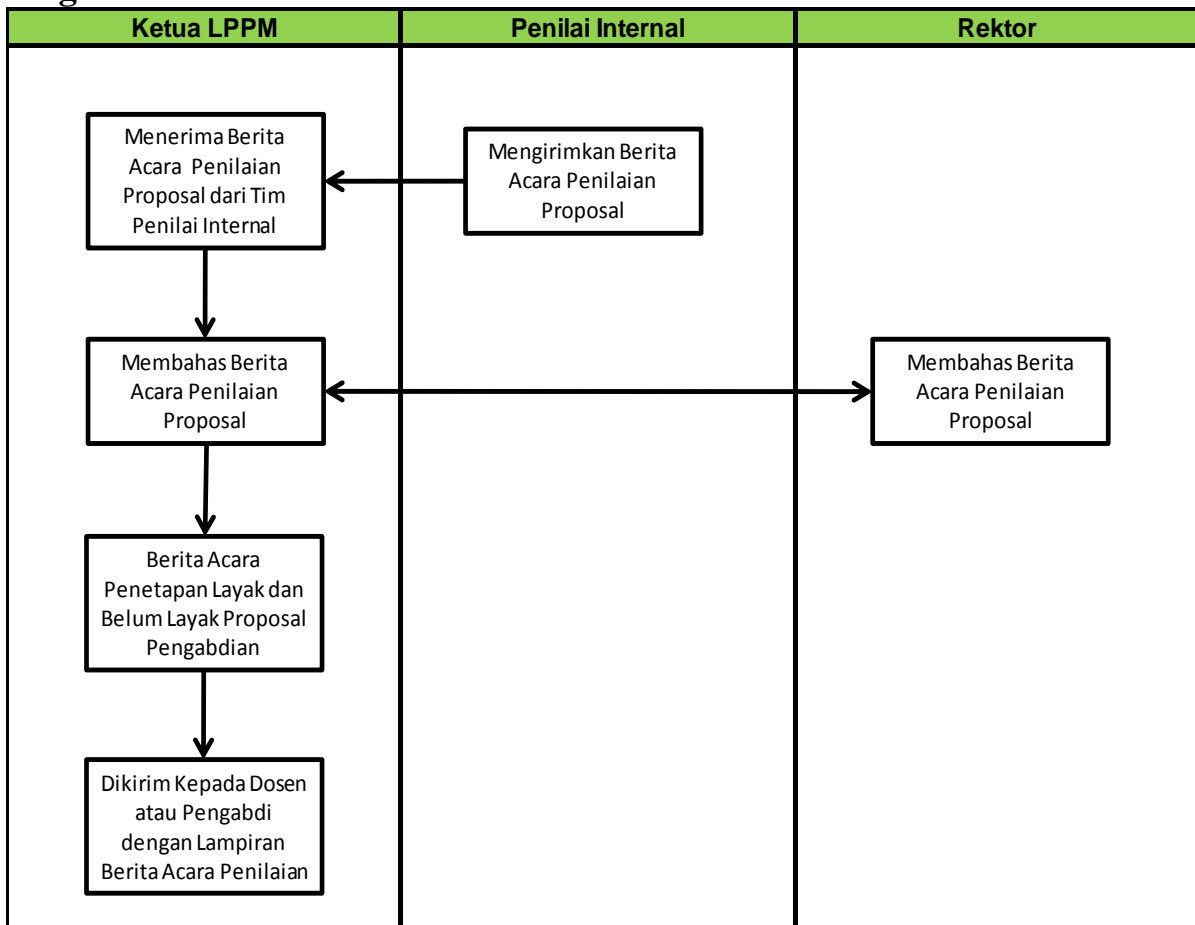 Ketua LPPM
Penilai Internal
Rektor
Menerima Berita
Acara Penilaian
Proposal dari Tim
Penilai Internal
Mengirimkan Berita
Acara Penilaian
Proposal
Membahas Berita
Acara Penilaian
Proposal
Membahas Berita
Acara Penilaian
Proposal
Berita Acara
Penetapan Layak dan
Belum Layak Proposal
Pengabdian
Dikirim Kepada Dosen
atau Pengabdi
dengan Lampiran
Berita Acara Penilaian